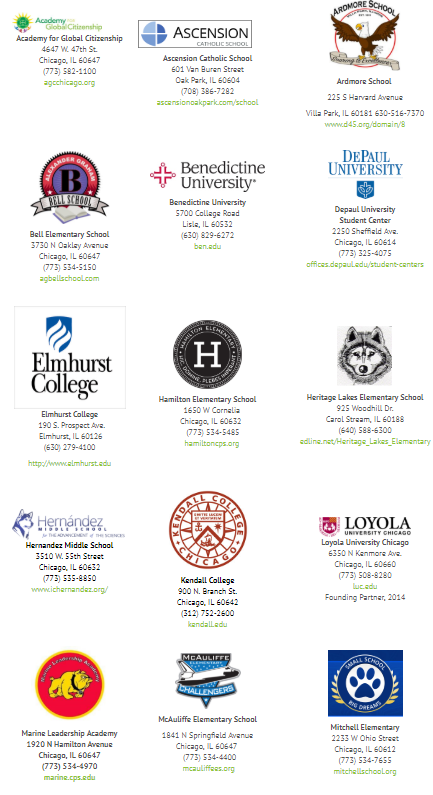 Academy for
Global Citizenship
Academy for Global Citizenship
4647 W. 47th St.
Chicago, IL 60647
(773) 582-1100
agcchicago.org
ASCENSION
CATHOLIC SCHOOL
Ascension Catholic School
601 Van Buren Street
Oak Park, IL 60604
(708) 386-7282
ascensionoakpark.com/school
ARDMORE SCHOOL
Ardmore School
225 S Harvard Avenue
Villa Park, IL 60181 630-516-7370
www.d45.org/domain/8
ALEXANDER GRAHAM
B
BELL SCHOOL
Bell Elementary School
3730 N Oakley Avenue
Chicago, IL 60647
(773) 534-5150
agbellschool.com
Benedictine
University
Benedictine University
5700 College Road
Lisle, IL 60532
(630) 829-6272
ben.edu
DEPAUL
UNIVERSITY
Depaul University
Student Center
2250 Sheffield Ave.
Chicago, IL 60614
(773) 325-4075
offices.depaul.edu/student-centers
Elmhurst
College
Elmhurst College
190 S. Prospect Ave.
Elmhurst, IL 60126
(630) 279-4100
http://www.elmhurst.edu
HAMILTON ELEMENTARY
H
Hamilton Elementary School
1650 W Cornelia
Chicago, IL 60632
(773) 534-5485
hamiltoncps.org
Heritage Lakes Elementary School
925 Woodhill Dr.
Carol Stream, IL 60188
(640) 588-6300
edline.net/Heritage_Lakes_Elementary
Hernández
MIDDLE SCHOOL
for THE ADVANCEMENT of THE SCIENCES
Hernandez Middle School
3510 W. 55th Street
Chicago, IL 60632
(773) 535-8850
www.ichernandez.org/
KENDALL COLLEGE
CHICAGO
Kendall College
900 N. Branch St.
Chicago, IL 60642
(312) 752-2600
kendall.edu
LOYOLA
UNIVERSITY CHICAGO
Loyola University Chicago
6350 N Kenmore Ave.
Chicago, IL 60660
(773) 508-8280
luc.edu
Founding Partner, 2014
Marine Leadership Academy
Marine Leadership Academy
1920 N Hamilton Avenue
Chicago, IL 60647
(773) 534-4970
marine.cps.edu
MCAULIFFE
ELEMENTARY
CHALLENGERS
McAuliffe Elementary School
1841 N Springfield Avenue
Chicago, IL 60647
(773) 534-4400
mcauliffees.org
SMALL SCHOOL
BIG DREAMS
Mitchell Elementary
2233 W Ohio Street
Chicago, IL 60612
(773) 534-7655
mitchellschool.org